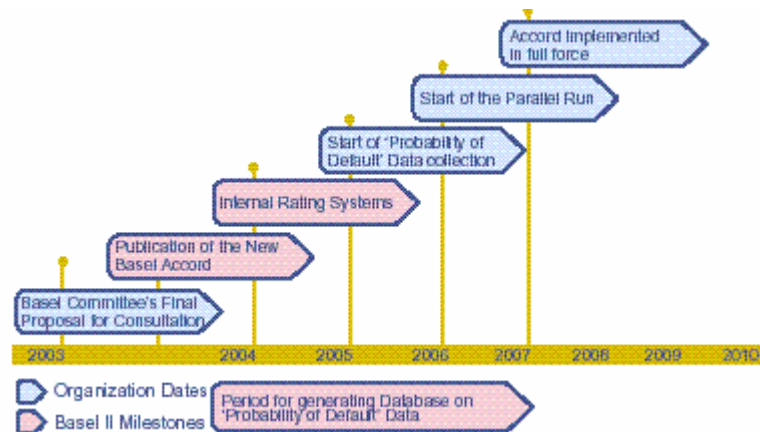 Accord Implemented
in full force
Start of the Parallel Run
Start of 'Probability of
Default' Data collection
Internal Rating Systems
Publication of the New
Basel Accord
Basel Committee's Final
Proposal for Consultation
2003 2004 2005 2006 2007 2008 2009 2010
Organization Dates
Basel II Milestones
Period for generating Database on
'Probability of Default' Data